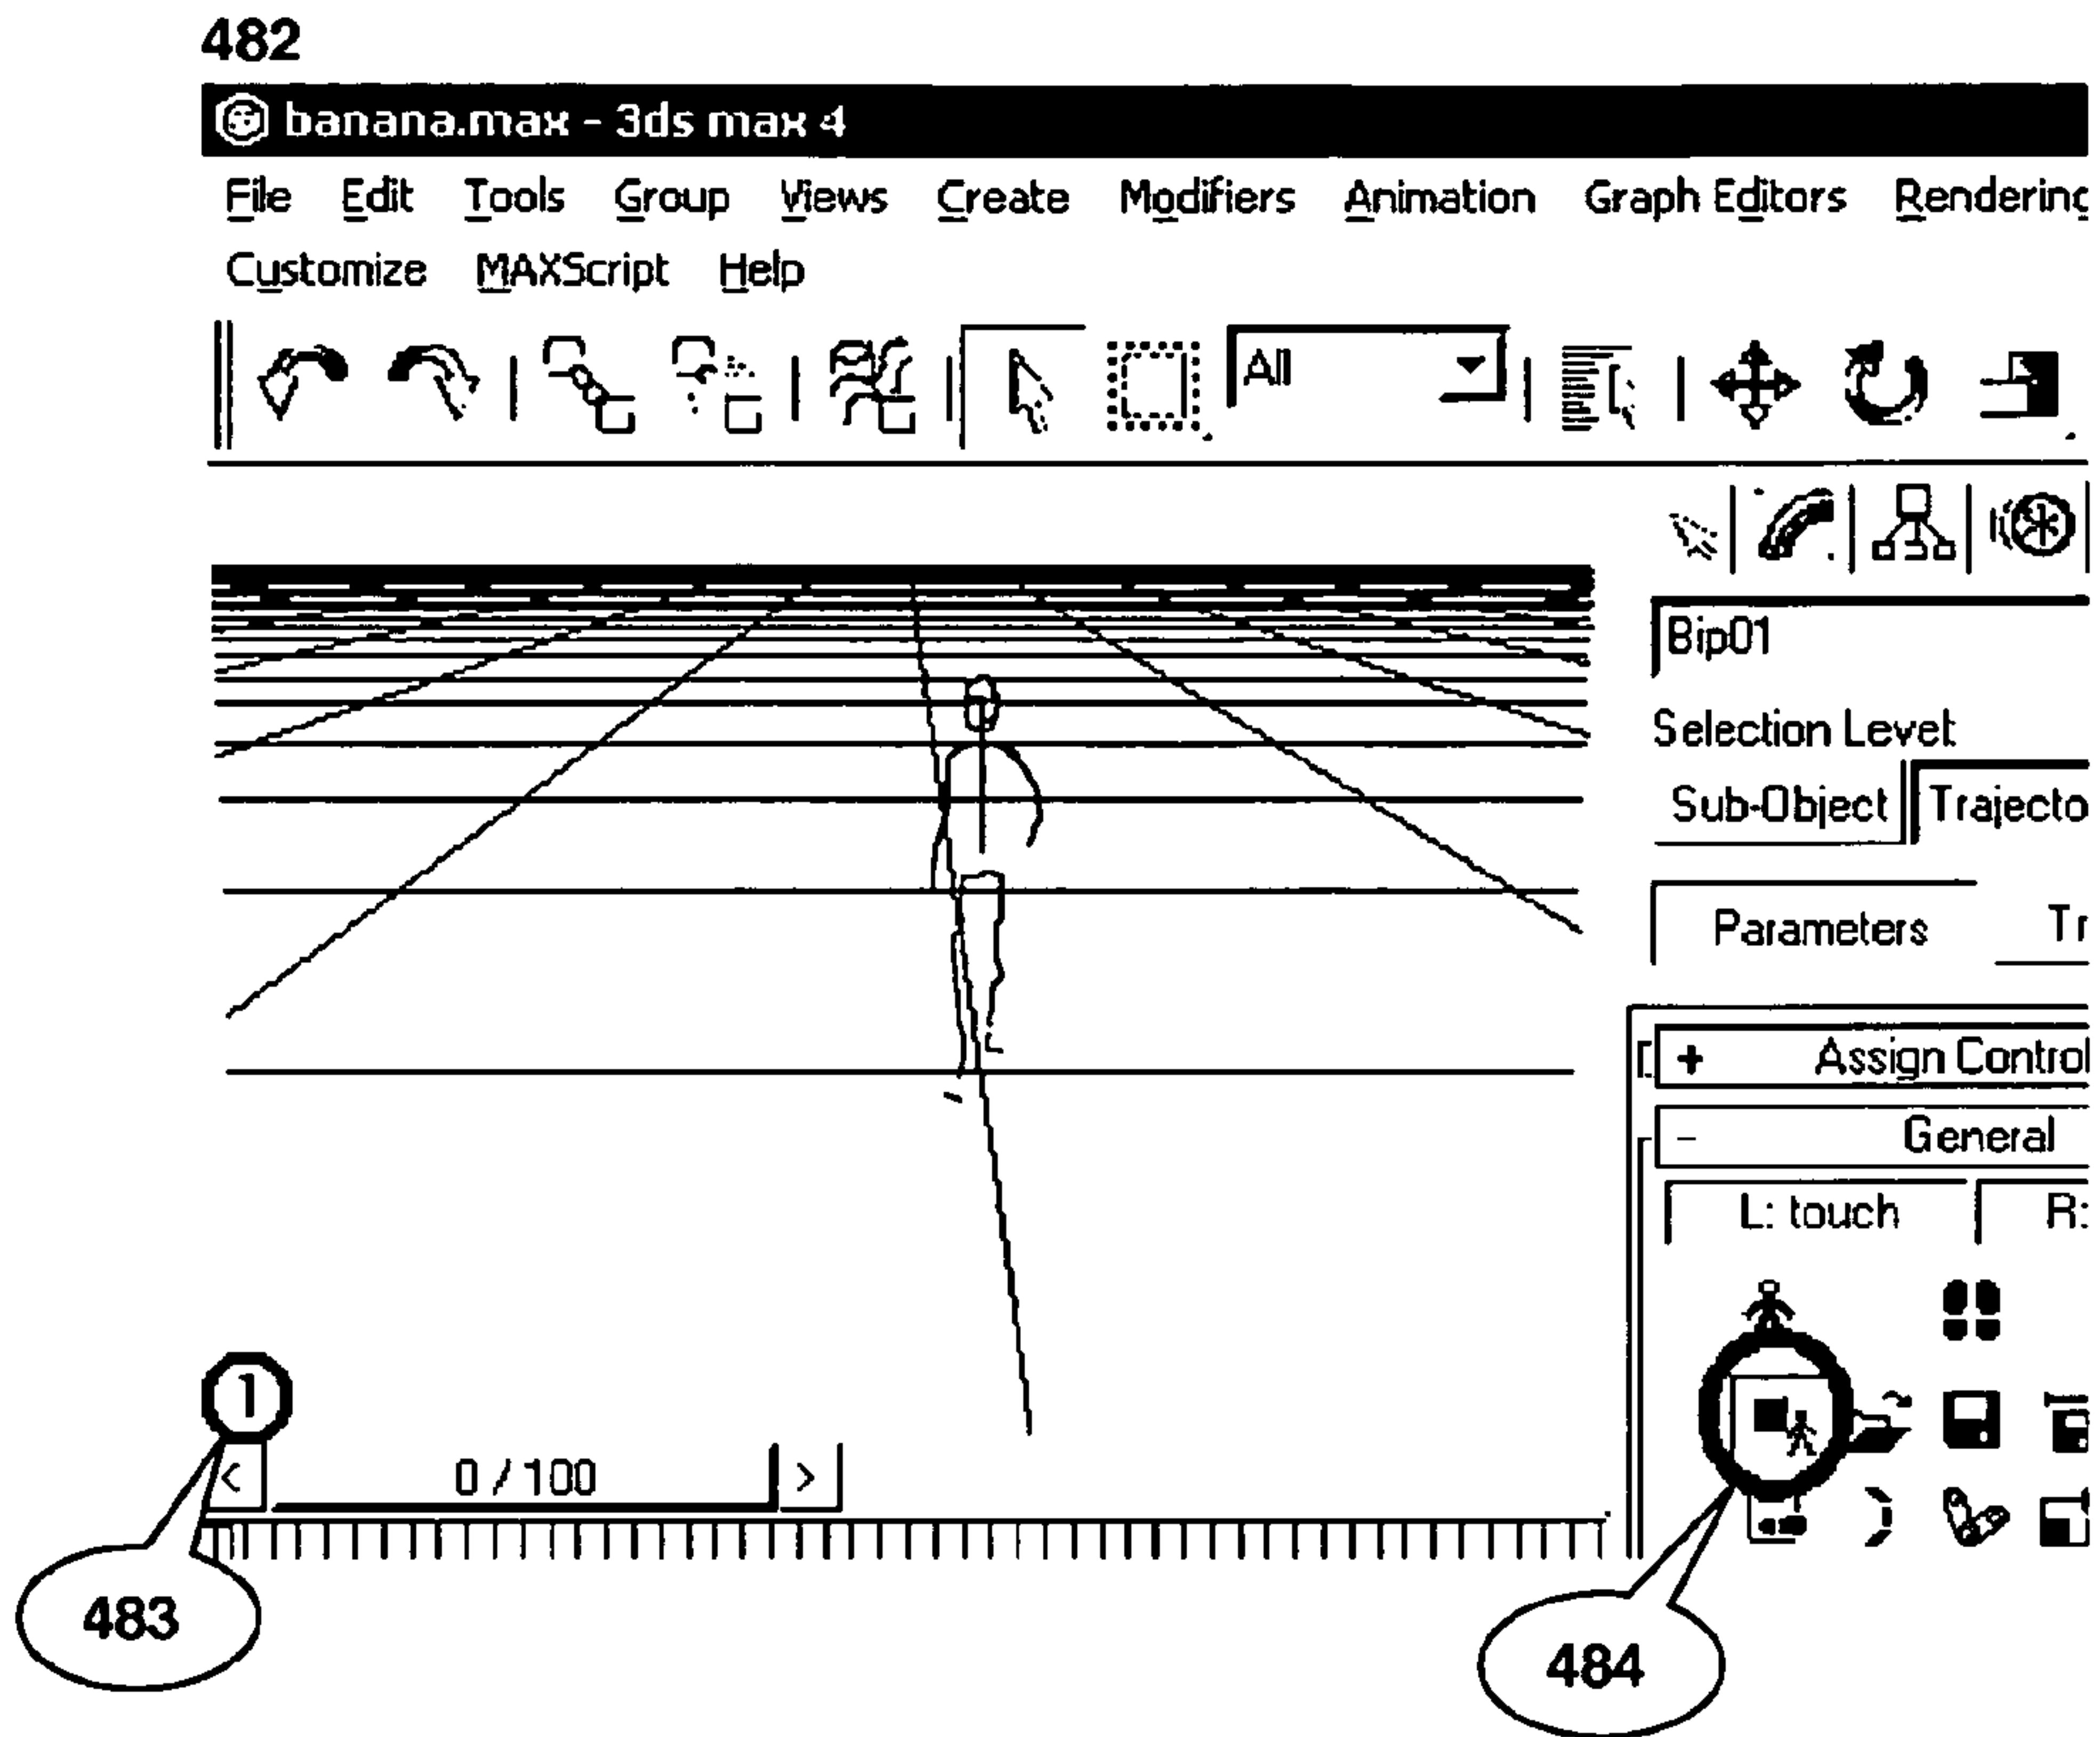 482
banana.max - 3ds max 4
File Edit Tools Group Views Create Modifiers Animation Graph Editors Rendering
Customize MAXScript Help
All
Bip01
Selection Level:
Sub-Object Trajecto
Parameters Tr
+ Assign Control
- General
L: touch R:
1
< 0 / 100 >
483
484